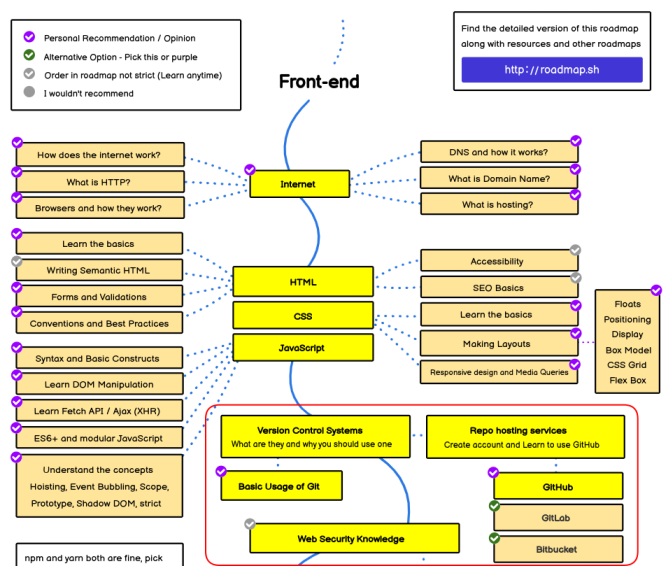 Personal Recommendation / Opinion
Alternative Option - Pick this or purple
Order in roadmap not strict (Learn anytime)
I wouldn't recommend
Front-end
Find the detailed version of this roadmap
along with resources and other roadmaps
http://roadmap.sh
How does the internet work?
What is HTTP?
Browsers and how they work?
Internet
DNS and how it works?
What is Domain Name?
What is hosting?
Learn the basics
Writing Semantic HTML
Forms and Validations
Conventions and Best Practices
HTML
CSS
JavaScript
Accessibility
SEO Basics
Learn the basics
Making Layouts
Responsive design and Media Queries
Floats
Positioning
Display
Box Model
CSS Grid
Flex Box
Syntax and Basic Constructs
Learn DOM Manipulation
Learn Fetch API / Ajax (XHR)
ES6+ and modular JavaScript
Understand the concepts
Hoisting, Event Bubbling, Scope,
Prototype, Shadow DOM, strict
Version Control Systems
What are they and why you should use one
Repo hosting services
Create account and Learn to use GitHub
Basic Usage of Git
GitHub
GitLab
Bitbucket
Web Security Knowledge
npm and yarn both are fine, pick